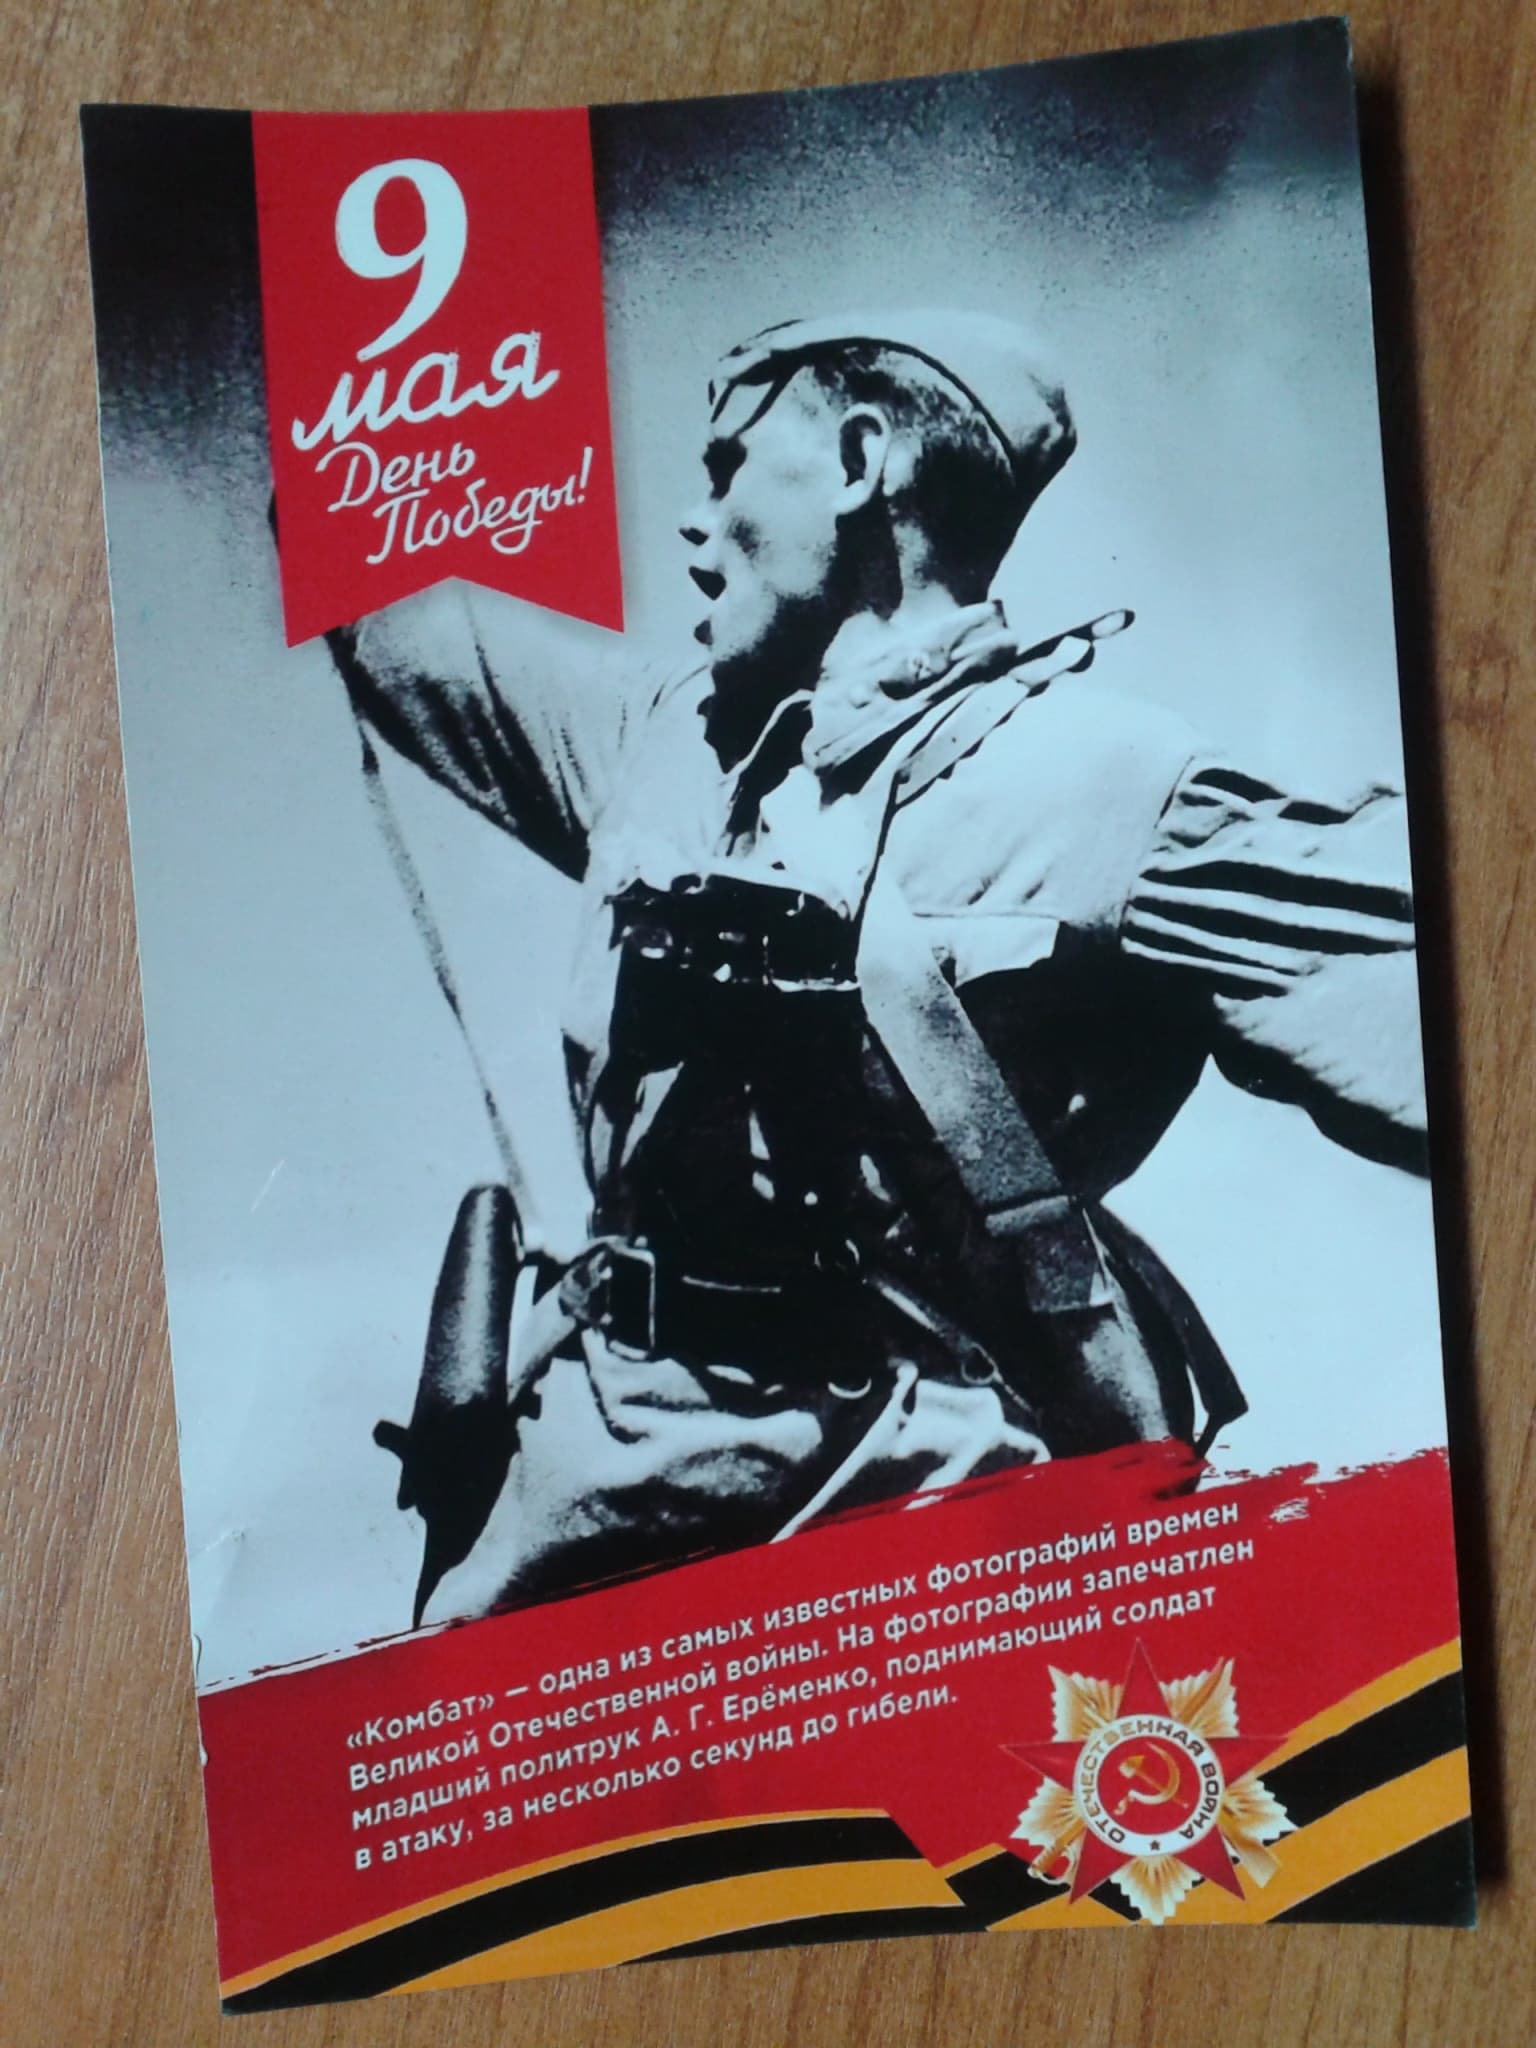 9
мая
День
Победы!
«Комбат» — одна из самых известных фотографий времен
Великой Отечественной войны. На фотографии запечатлен
младший политрук А. Г. Ерёменко, поднимающий солдат
в атаку, за несколько секунд до гибели.
ОТЕЧЕСТВЕННАЯ ВОЙНА